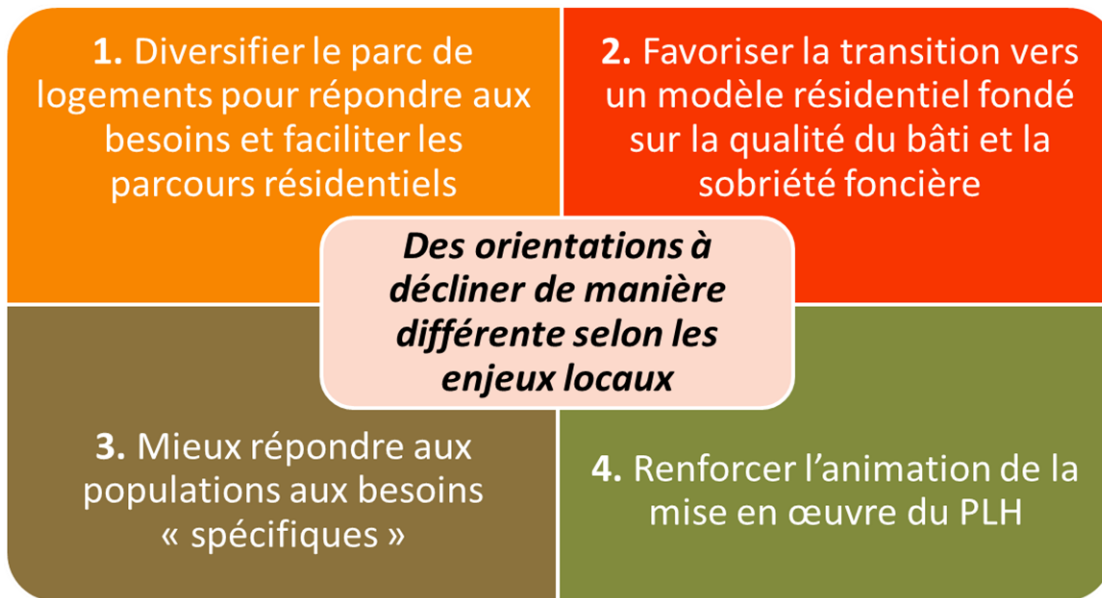 1. Diversifier le parc de
logements pour répondre aux
besoins et faciliter les
parcours résidentiels
2. Favoriser la transition vers
un modèle résidentiel fondé
sur la qualité du bâti et la
sobriété foncière
Des orientations à
décliner de manière
différente selon les
enjeux locaux
3. Mieux répondre aux
populations aux besoins
« spécifiques »
4. Renforcer l’animation de la
mise en œuvre du PLH